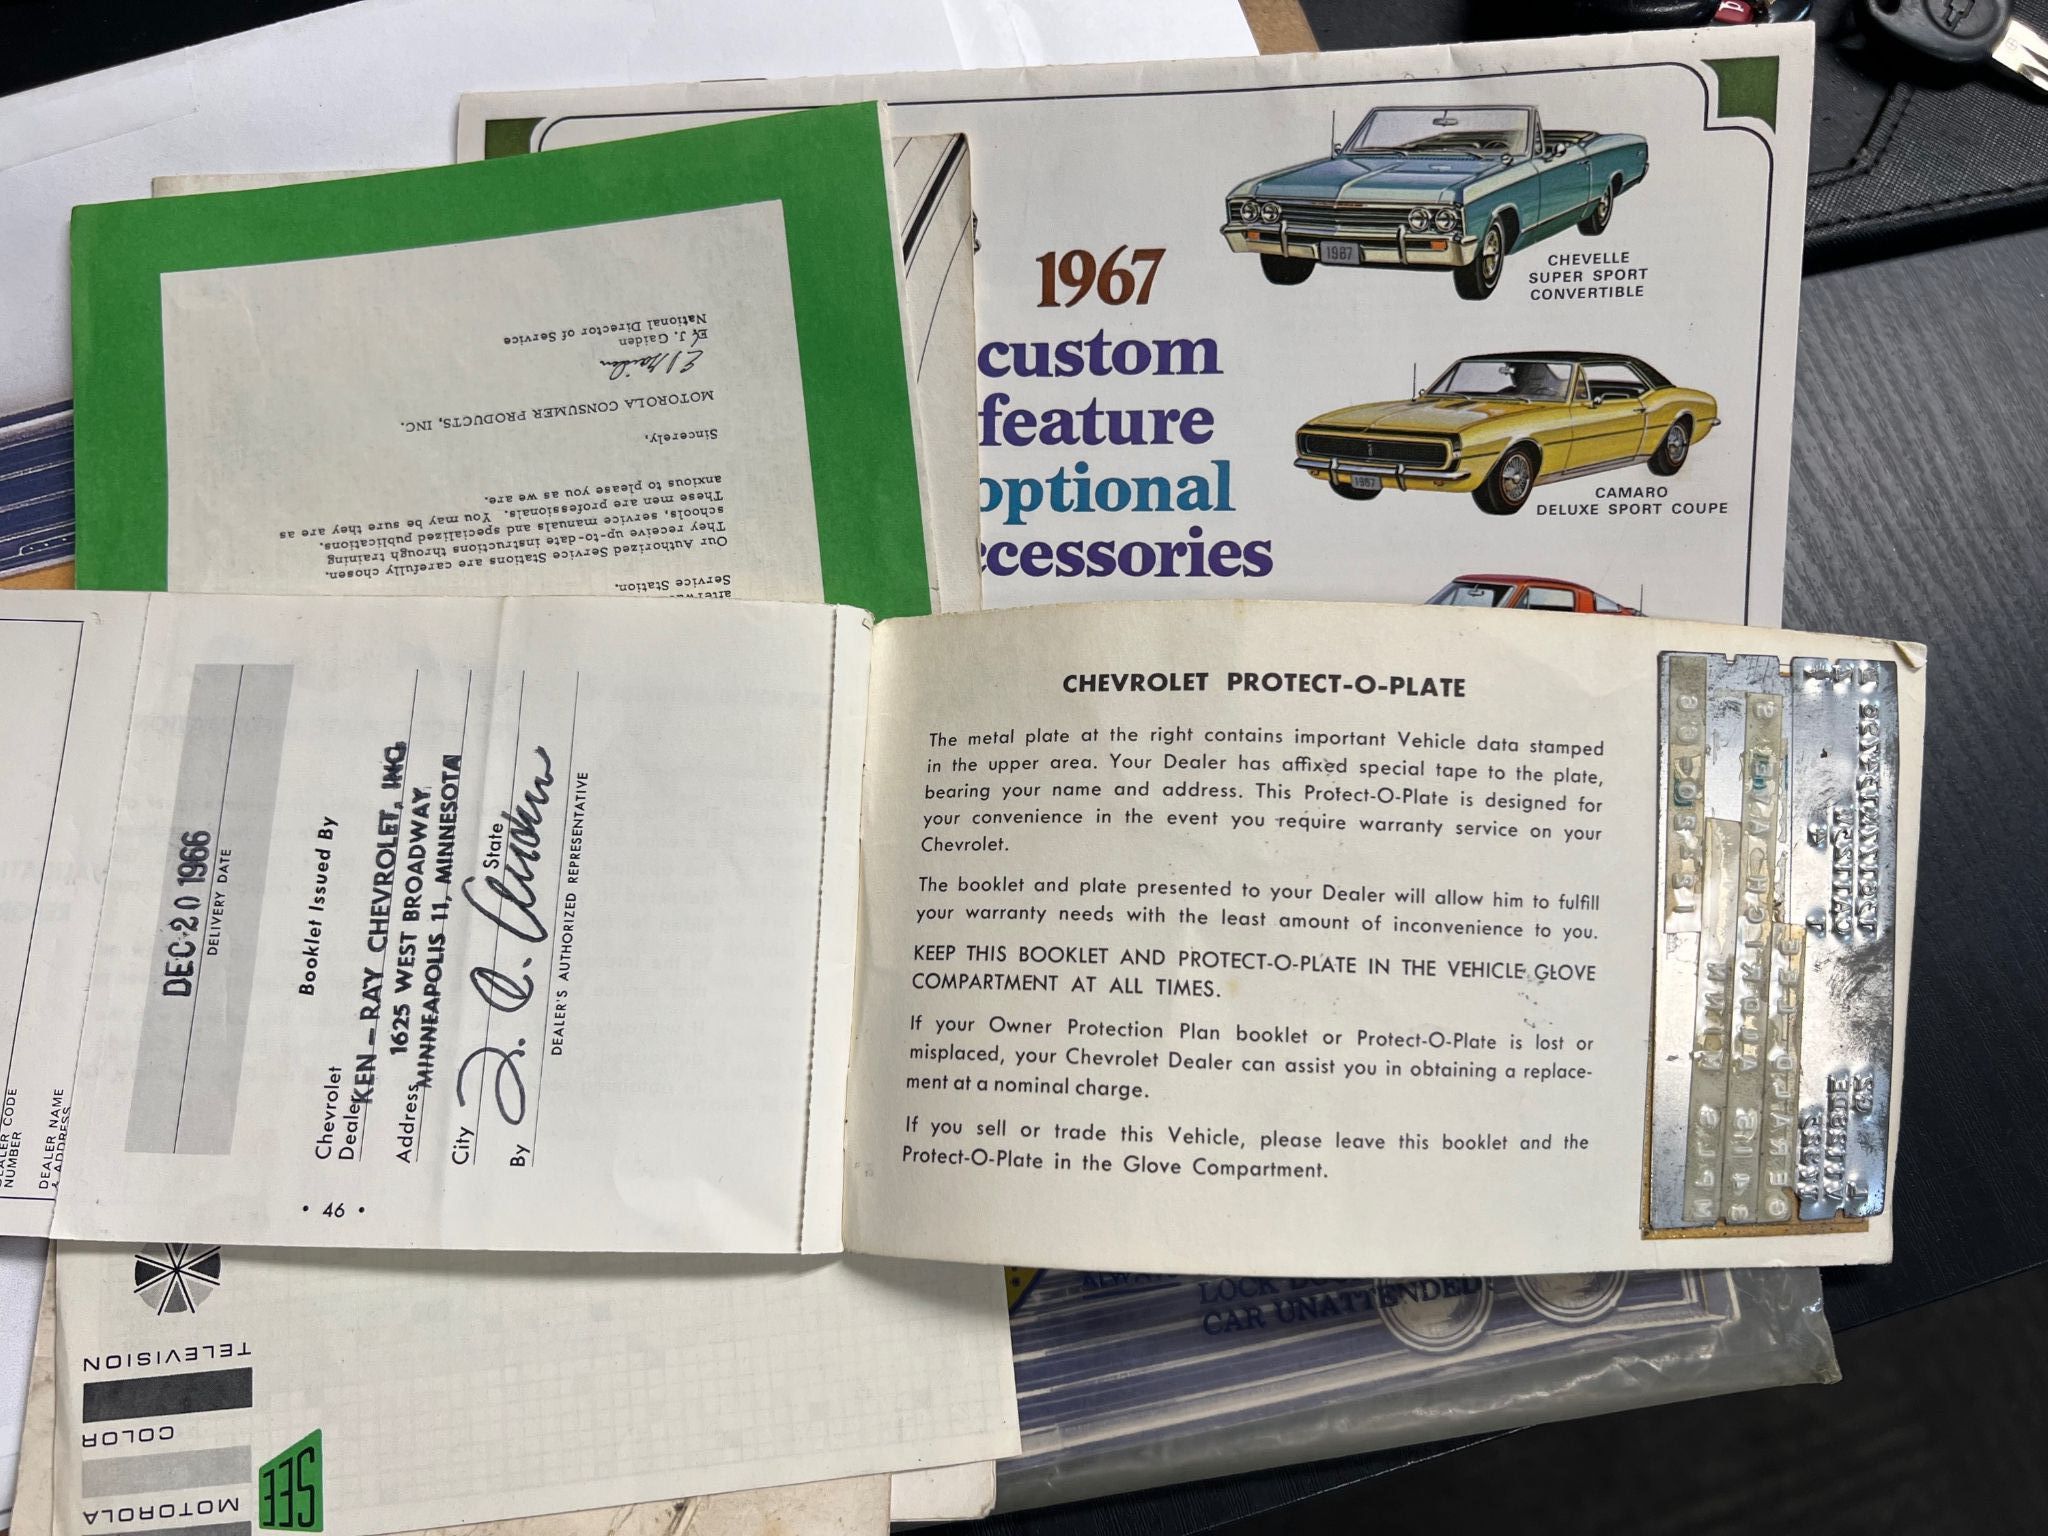 1967
custom
feature
optional
ccessories
CHEVELLE
SUPER SPORT
CONVERTIBLE
1967
CAMARO
DELUXE SPORT COUPE
1967
Service Station.
Our Authorized Service Stations are carefully chosen.
They receive up-to-date instructions through training
schools, service manuals and specialized publications.
These men are professionals. You may be sure they are as
anxious to please you as we are.
Sincerely,
MOTOROLA CONSUMER PRODUCTS, INC.
E. J. Gaiden
National Director of Service
CODE
NUMBER
DEALER NAME
& ADDRESS
DEC 20 1966
DELIVERY DATE
Booklet Issued By
Chevrolet
Dealer KEN-RAY CHEVROLET, INC.
1625 WEST BROADWAY
Address MINNEAPOLIS 11, MINNESOTA
City State
By
DEALER'S AUTHORIZED REPRESENTATIVE
• 46 •
CHEVROLET PROTECT-O-PLATE
The metal plate at the right contains important Vehicle data stamped
in the upper area. Your Dealer has affixed special tape to the plate,
bearing your name and address. This Protect-O-Plate is designed for
your convenience in the event you require warranty service on your
Chevrolet.
The booklet and plate presented to your Dealer will allow him to fulfill
your warranty needs with the least amount of inconvenience to you.
KEEP THIS BOOKLET AND PROTECT-O-PLATE IN THE VEHICLE GLOVE
COMPARTMENT AT ALL TIMES.
If your Owner Protection Plan booklet or Protect-O-Plate is lost or
misplaced, your Chevrolet Dealer can assist you in obtaining a replace-
ment at a nominal charge.
If you sell or trade this Vehicle, please leave this booklet and the
Protect-O-Plate in the Glove Compartment.
LOCK
CAR UNATTENDED
SEE
MOTOROLA
COLOR
TELEVISION